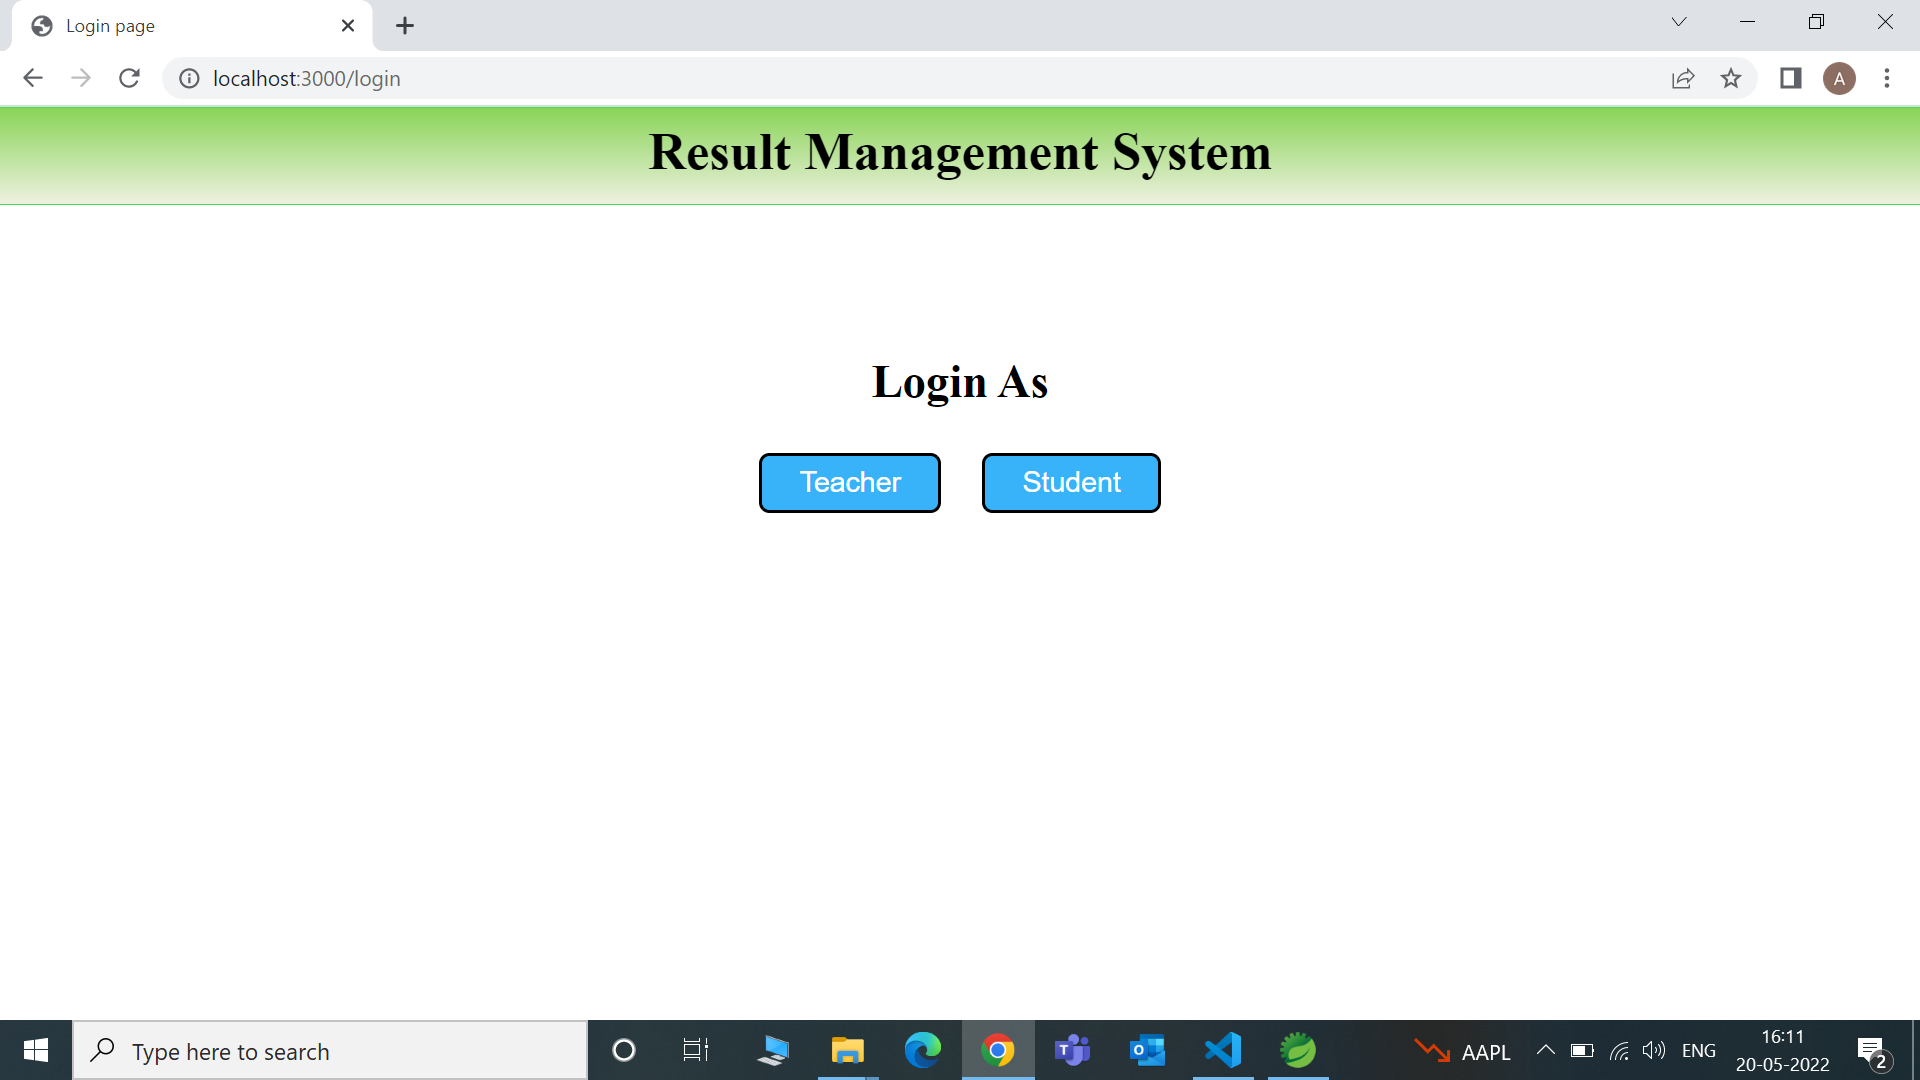 Login page
localhost:3000/login
A
Result Management System
Login As
Teacher Student
Type here to search
AAPL
ENG
16:11
20-05-2022
2